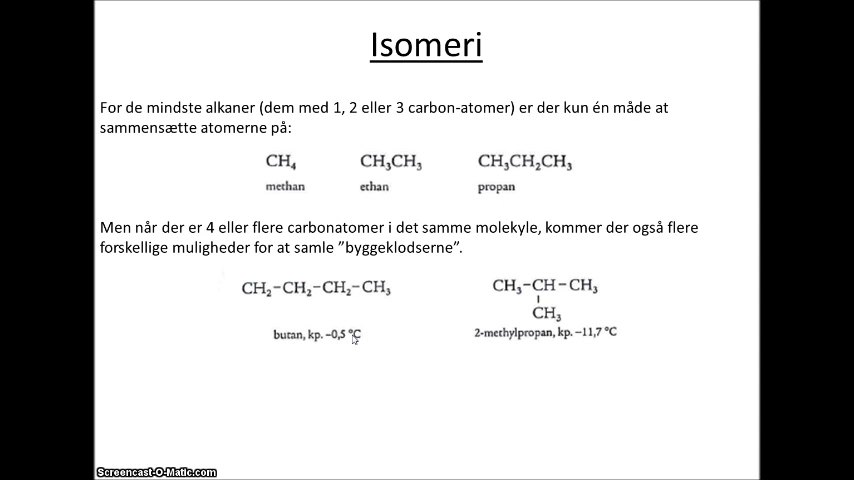 Isomeri
For de mindste alkaner (dem med 1, 2 eller 3 carbon-atomer) er der kun én måde at
sammensætte atomerne på:
CH₄ CH₃CH₃ CH₃CH₂CH₃
methan ethan propan
Men når der er 4 eller flere carbonatomer i det samme molekyle, kommer der også flere
forskellige muligheder for at samle ”byggeklodserne”.
CH₂–CH₂–CH₂–CH₃ CH₃–CH–CH₃
CH₃
butan, kp. –0,5 °C 2-methylpropan, kp. –11,7 °C
Screencast-O-Matic.com